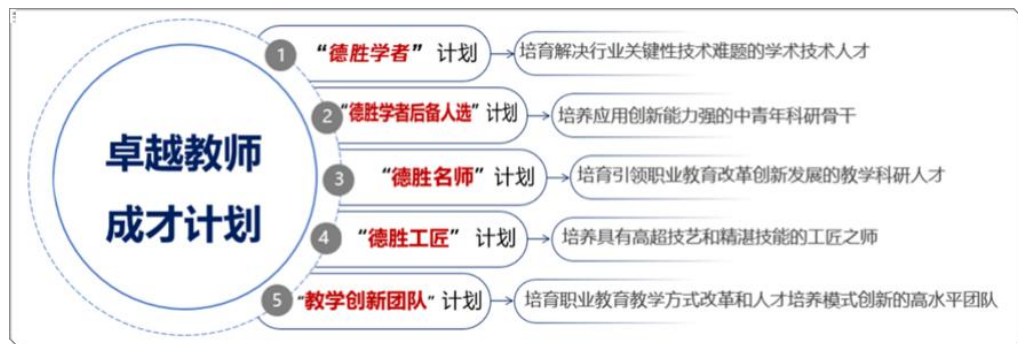 卓越教师
成才计划
1 “德胜学者” 计划 培育解决行业关键性技术难题的学术技术人才
2 “德胜学者后备人选” 计划 培养应用创新能力强的中青年科研骨干
3 “德胜名师” 计划 培育引领职业教育改革创新发展的教学科研人才
4 “德胜工匠” 计划 培养具有高超技艺和精湛技能的工匠之师
5 “教学创新团队” 计划 培育职业教育教学方式改革和人才培养模式创新的高水平团队